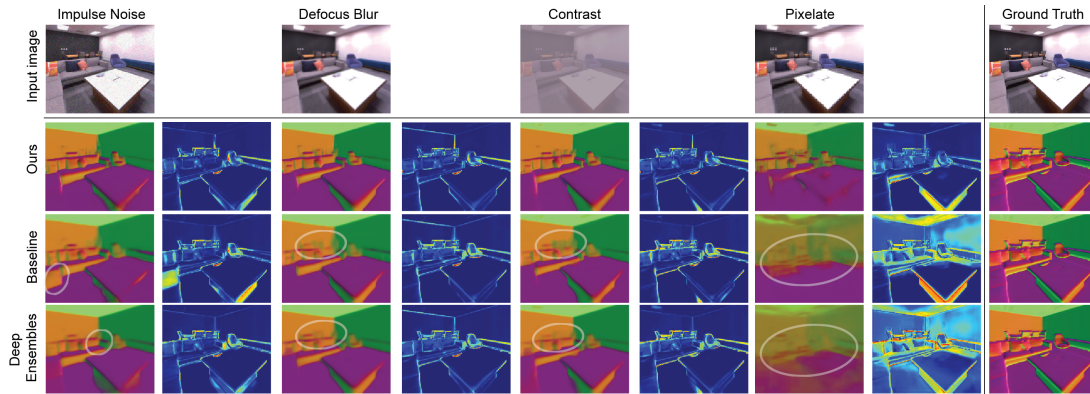 Impulse Noise
Defocus Blur
Contrast
Pixelate
Ground Truth
Input image
Ours
Baseline
Deep
Ensembles